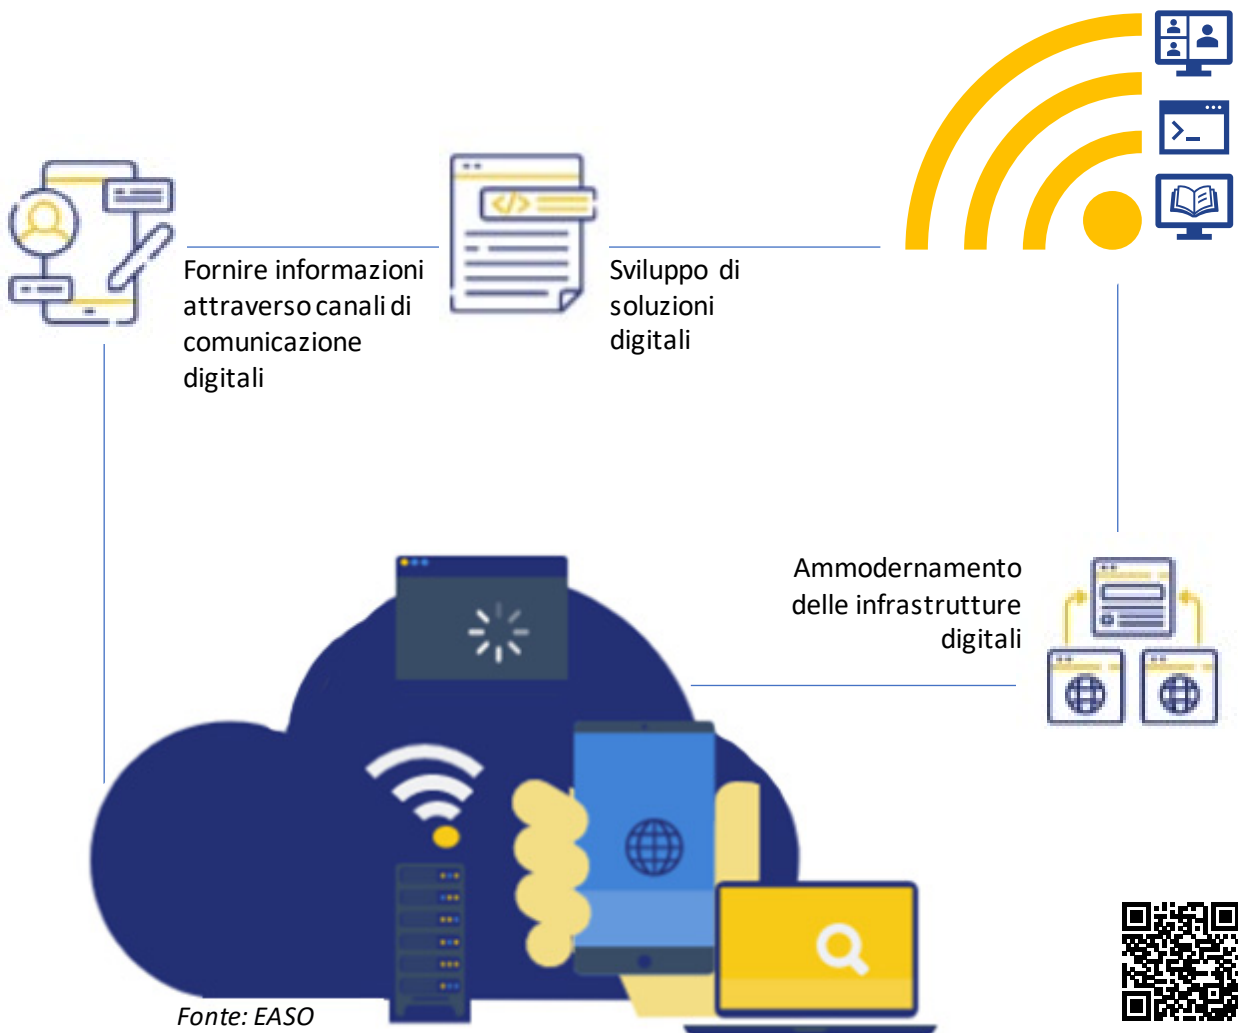 Fornire informazioni
attraverso canali di
comunicazione
digitali
Sviluppo di
soluzioni
digitali
Ammodernamento
delle infrastrutture
digitali
Fonte: EASO